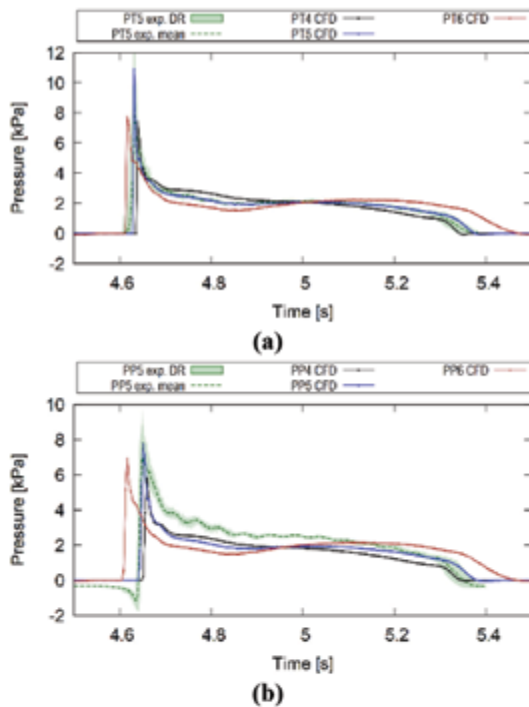 PT5 exp. DR PT4 CFD PT6 CFD
PT5 exp. mean PT5 CFD
12
10
8
6
4
2
0
-2
Pressure [kPa]
4.6 4.8 5 5.2 5.4
Time [s]
(a)
PP5 exp. DR PP4 CFD PP6 CFD
PP5 exp. mean PP5 CFD
10
8
6
4
2
0
-2
Pressure [kPa]
4.6 4.8 5 5.2 5.4
Time [s]
(b)